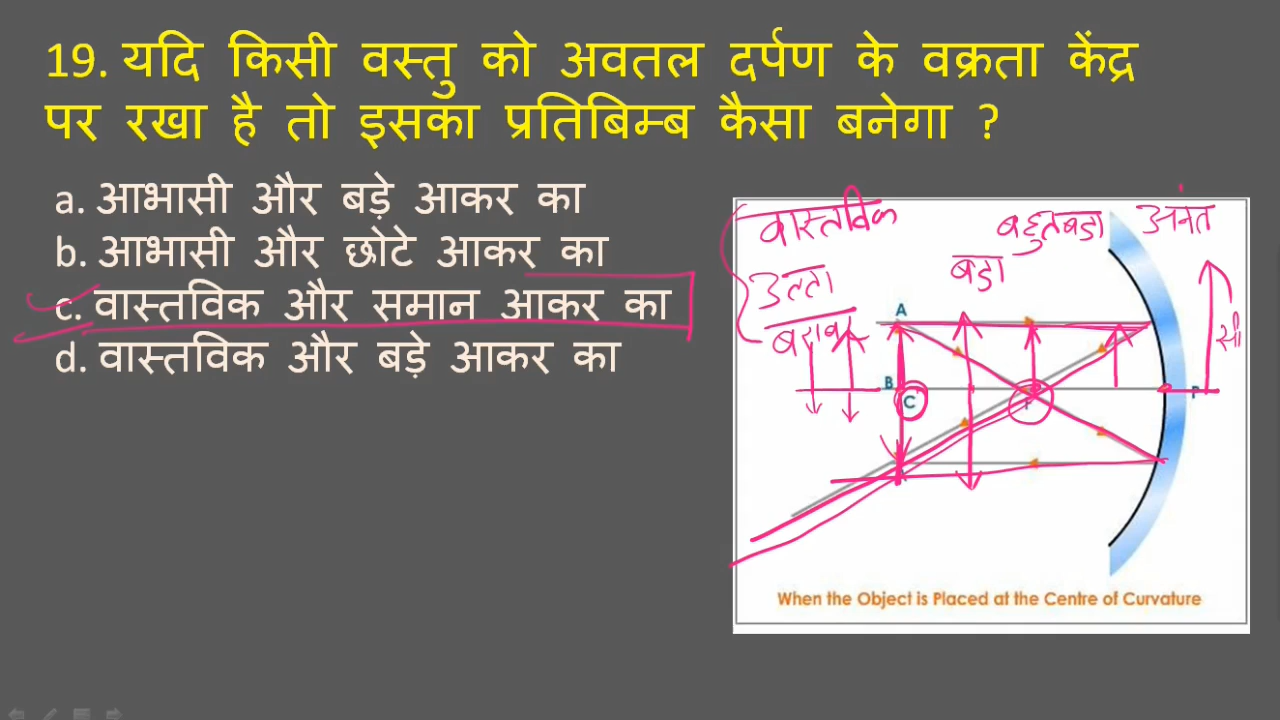 19. यदि किसी वस्तु को अवतल दर्पण के वक्रता केंद्र
पर रखा है तो इसका प्रतिबिम्ब कैसा बनेगा ?
a. आभासी और बड़े आकर का
b. आभासी और छोटे आकर का
c. वास्तविक और समान आकर का
d. वास्तविक और बड़े आकर का
वास्तविक
बहुतबडा
अनंत
उल्टा
बड़ा
बराबर
सी
A
B
C
F
P
When the Object is Placed at the Centre of Curvature